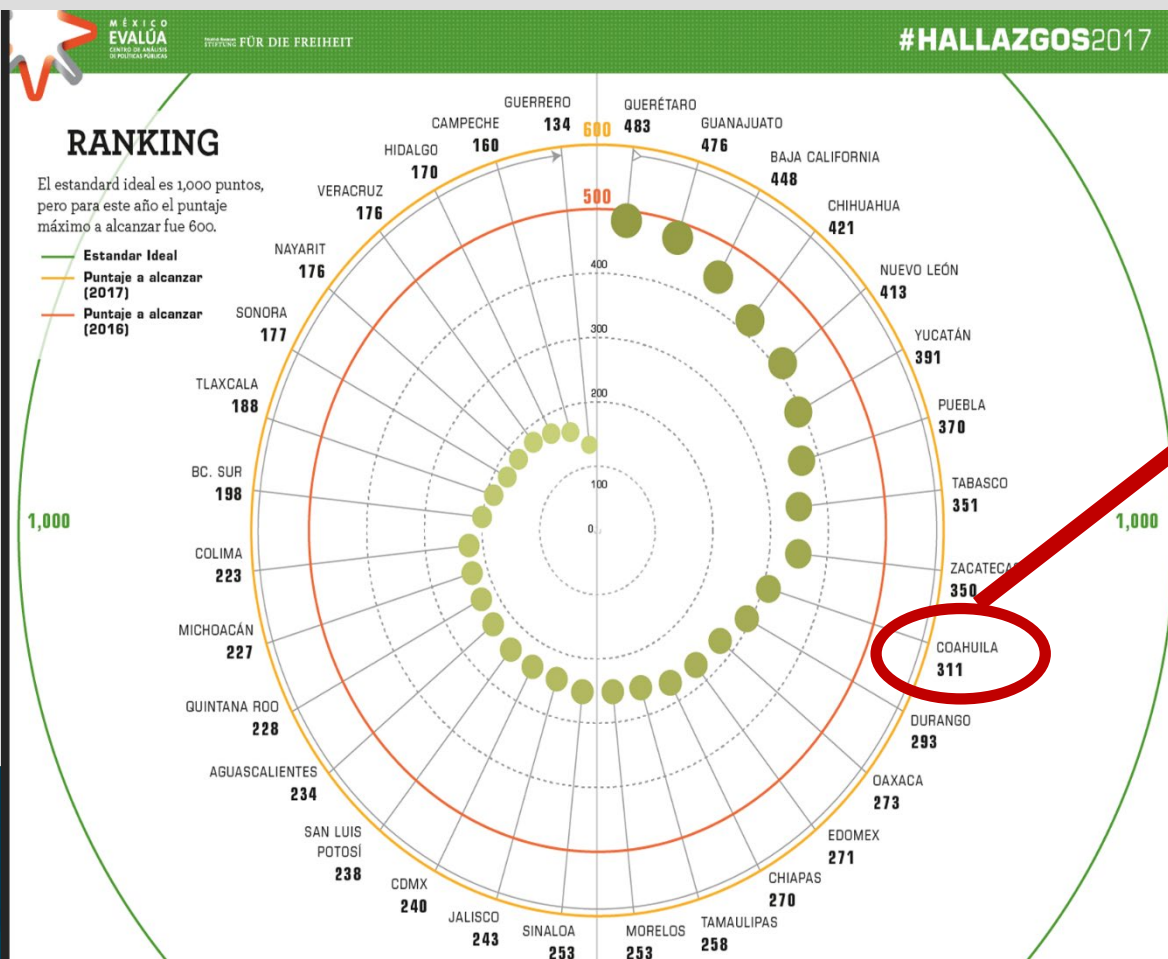 MÉXICO
EVALÚA
CENTRO DE ANÁLISIS
DE POLÍTICAS PÚBLICAS
STIFTUNG FÜR DIE FREIHEIT
#HALLAZGOS2017
RANKING
El estandard ideal es 1,000 puntos,
pero para este año el puntaje
máximo a alcanzar fue 600.
Estandar Ideal
Puntaje a alcanzar
(2017)
Puntaje a alcanzar
(2016)
600
500
400
300
200
100
0
1,000
1,000
QUERÉTARO
483
GUANAJUATO
476
BAJA CALIFORNIA
448
CHIHUAHUA
421
NUEVO LEÓN
413
YUCATÁN
391
PUEBLA
370
TABASCO
351
ZACATECAS
350
COAHUILA
311
DURANGO
293
OAXACA
273
EDOMEX
271
CHIAPAS
270
TAMAULIPAS
258
MORELOS
253
SINALOA
253
JALISCO
243
CDMX
240
SAN LUIS
POTOSÍ
238
AGUASCALIENTES
234
QUINTANA ROO
228
MICHOACÁN
227
COLIMA
223
BC. SUR
198
TLAXCALA
188
SONORA
177
NAYARIT
176
VERACRUZ
176
HIDALGO
170
CAMPECHE
160
GUERRERO
134